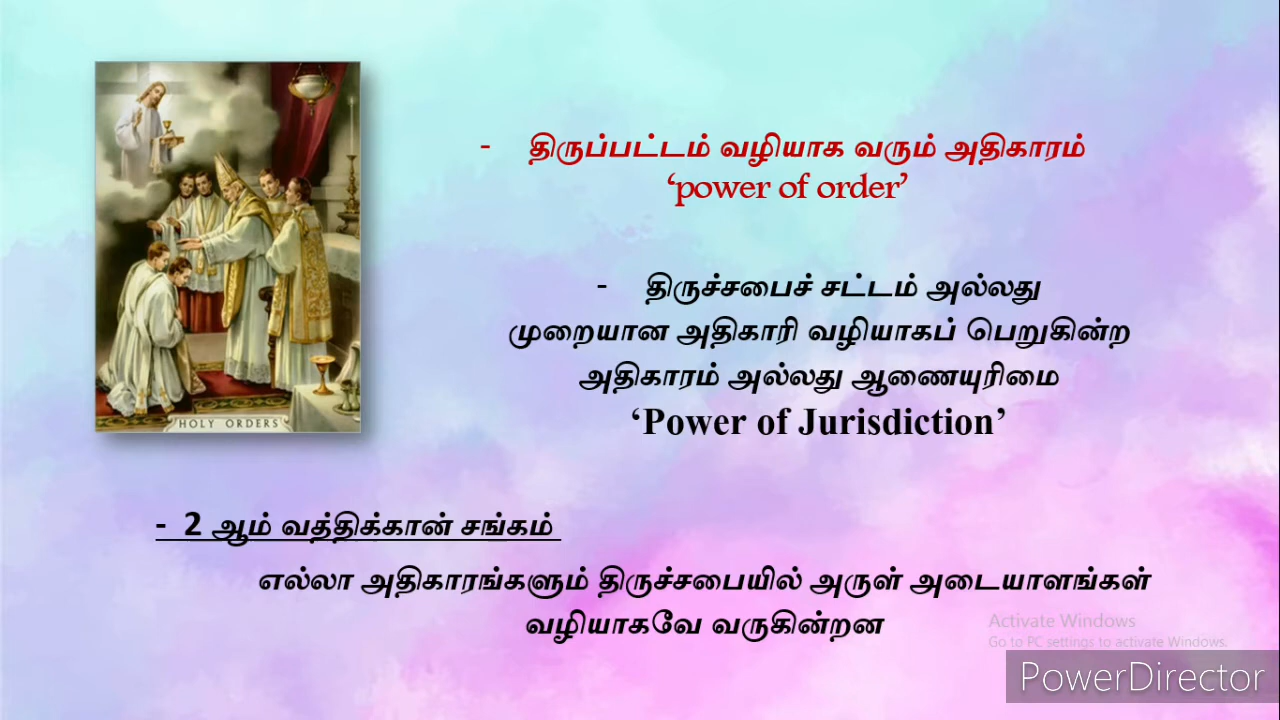 HOLY ORDERS
- திருப்பட்டம் வழியாக வரும் அதிகாரம்
‘power of order’
- திருச்சபைச் சட்டம் அல்லது
முறையான அதிகாரி வழியாகப் பெறுகின்ற
அதிகாரம் அல்லது ஆணையுரிமை
‘Power of Jurisdiction’
- 2 ஆம் வத்திக்கான் சங்கம்
எல்லா அதிகாரங்களும் திருச்சபையில் அருள் அடையாளங்கள்
வழியாகவே வருகின்றன
Activate Windows
Go to PC settings to activate Windows.
PowerDirector